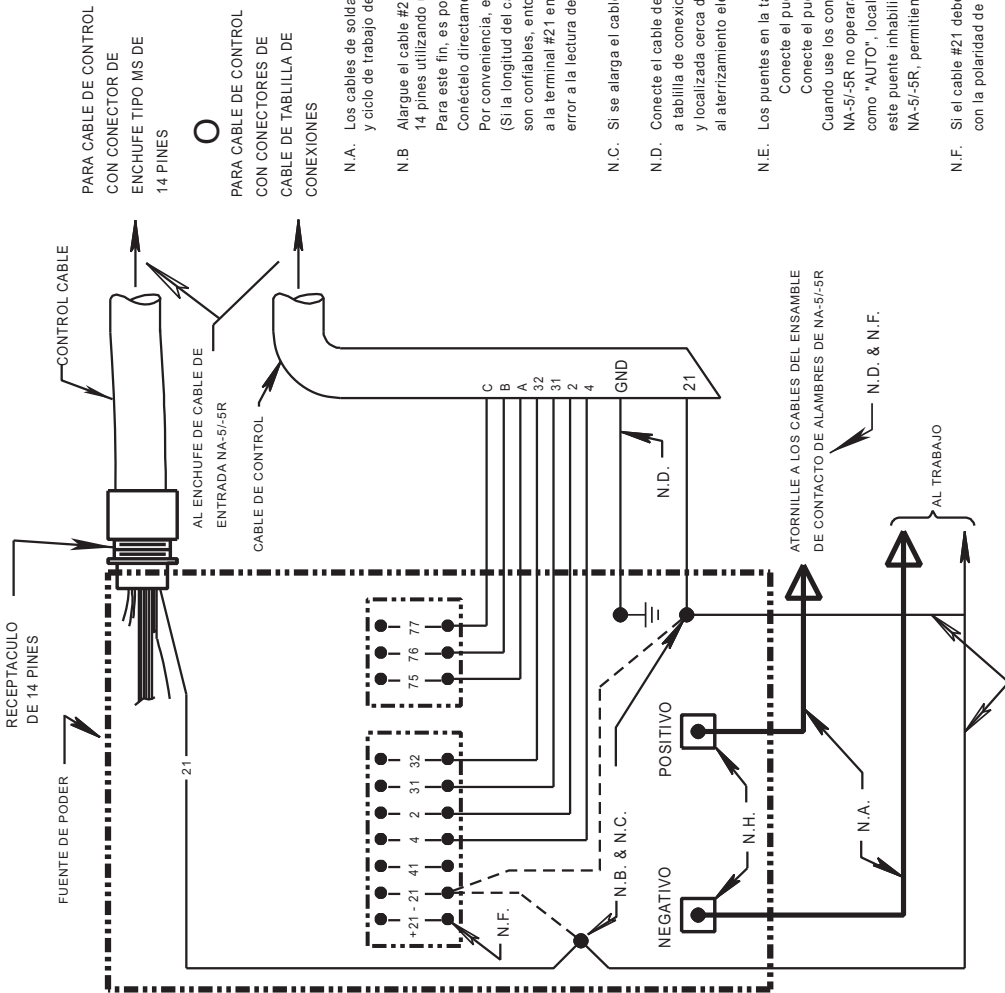 RECEPTACULO
DE 14 PINES
FUENTE DE PODER
CONTROL CABLE
PARA CABLE DE CONTROL
CON CONECTOR DE
ENCHUFE TIPO MS DE
14 PINES
O
PARA CABLE DE CONTROL
CON CONECTORES DE
CABLE DE TABLILLA DE
CONEXIONES
AL ENCHUFE DE CABLE DE
ENTRADA NA-5/-5R
CABLE DE CONTROL
21
75 76 77
+21 -21 41 4 2 31 32
C
B
A
32
31
2
4
GND
21
N.D.
N.F.
N.B. & N.C.
NEGATIVO
POSITIVO
N.H.
N.A.
ATORNILLE A LOS CABLES DEL ENSAMBLE
DE CONTACTO DE ALAMBRES DE NA-5/-5R
N.D. & N.F.
AL TRABAJO
N.A. Los cables de solda
y ciclo de trabajo de
N.B Alargue el cable #2
14 pines utilizando
Para este fin, es po
Conéctelo directame
Por conveniencia, e
(Si la longitud del ca
son confiables, ento
a la terminal #21 en
error a la lectura de
N.C. Si se alarga el cable
N.D. Conecte el cable de
a tablilla de conexio
y localizada cerca d
al aterrizamiento ele
N.E. Los puentes en la ta
Conecte el pue
Conecte el pue
Cuando use los con
NA-5/-5R no operar
como "AUTO", local
este puente inhabili
NA-5/-5R, permitien
N.F. Si el cable #21 debe
con la polaridad de